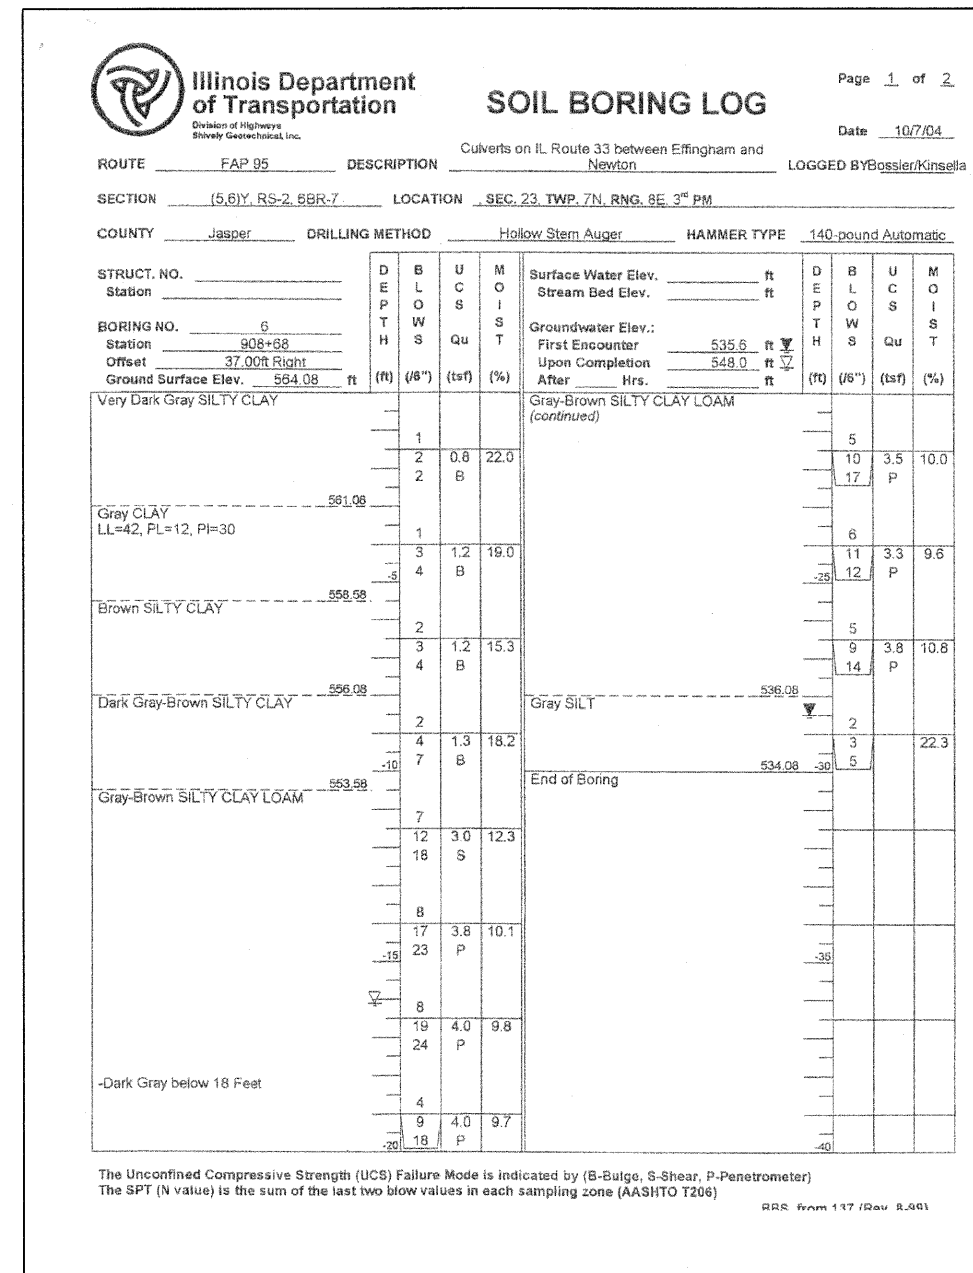 Illinois Department
of Transportation
Division of Highways
Shively Geotechnical, Inc.
SOIL BORING LOG
Page 1 of 2
Date 10/7/04
ROUTE FAP 95 DESCRIPTION Culverts on IL Route 33 between Effingham and Newton LOGGED BY Bossler/Kinsella
SECTION (5,6)Y, RS-2, 6BR-7 LOCATION , SEC. 23, TWP. 7N, RNG. 8E, 3rd PM
COUNTY Jasper DRILLING METHOD Hollow Stem Auger HAMMER TYPE 140-pound Automatic
STRUCT. NO.
Station
BORING NO. 6
Station 908+68
Offset 37.00ft Right
Ground Surface Elev. 564.08 ft
DEPTH (ft) BLOWS (/6") UCS Qu (tsf) MOIST (%)
Surface Water Elev. ft
Stream Bed Elev. ft
Groundwater Elev.:
First Encounter 535.6 ft
Upon Completion 548.0 ft
After Hrs. ft
DEPTH (ft) BLOWS (/6") UCS Qu (tsf) MOIST (%)
Very Dark Gray SILTY CLAY
1
2 0.8 22.0
2 B
561.08
Gray CLAY
LL=42, PL=12, PI=30
1
3 1.2 19.0
-5 4 B
558.58
Brown SILTY CLAY
2
3 1.2 15.3
4 B
556.08
Dark Gray-Brown SILTY CLAY
2
4 1.3 18.2
-10 7 B
553.58
Gray-Brown SILTY CLAY LOAM
7
12 3.0 12.3
18 S
8
17 3.8 10.1
-15 23 P
8
19 4.0 9.8
24 P
-Dark Gray below 18 Feet
4
9 4.0 9.7
-20 18 P
Gray-Brown SILTY CLAY LOAM
(continued)
5
10 3.5 10.0
17 P
6
11 3.3 9.6
-25 12 P
5
9 3.8 10.8
14 P
536.08
Gray SILT
2
3 22.3
534.08 -30 5
End of Boring
-35
-40
The Unconfined Compressive Strength (UCS) Failure Mode is indicated by (B-Bulge, S-Shear, P-Penetrometer)
The SPT (N value) is the sum of the last two blow values in each sampling zone (AASHTO T206)
BBS, from 137 (Rev. 8-99)